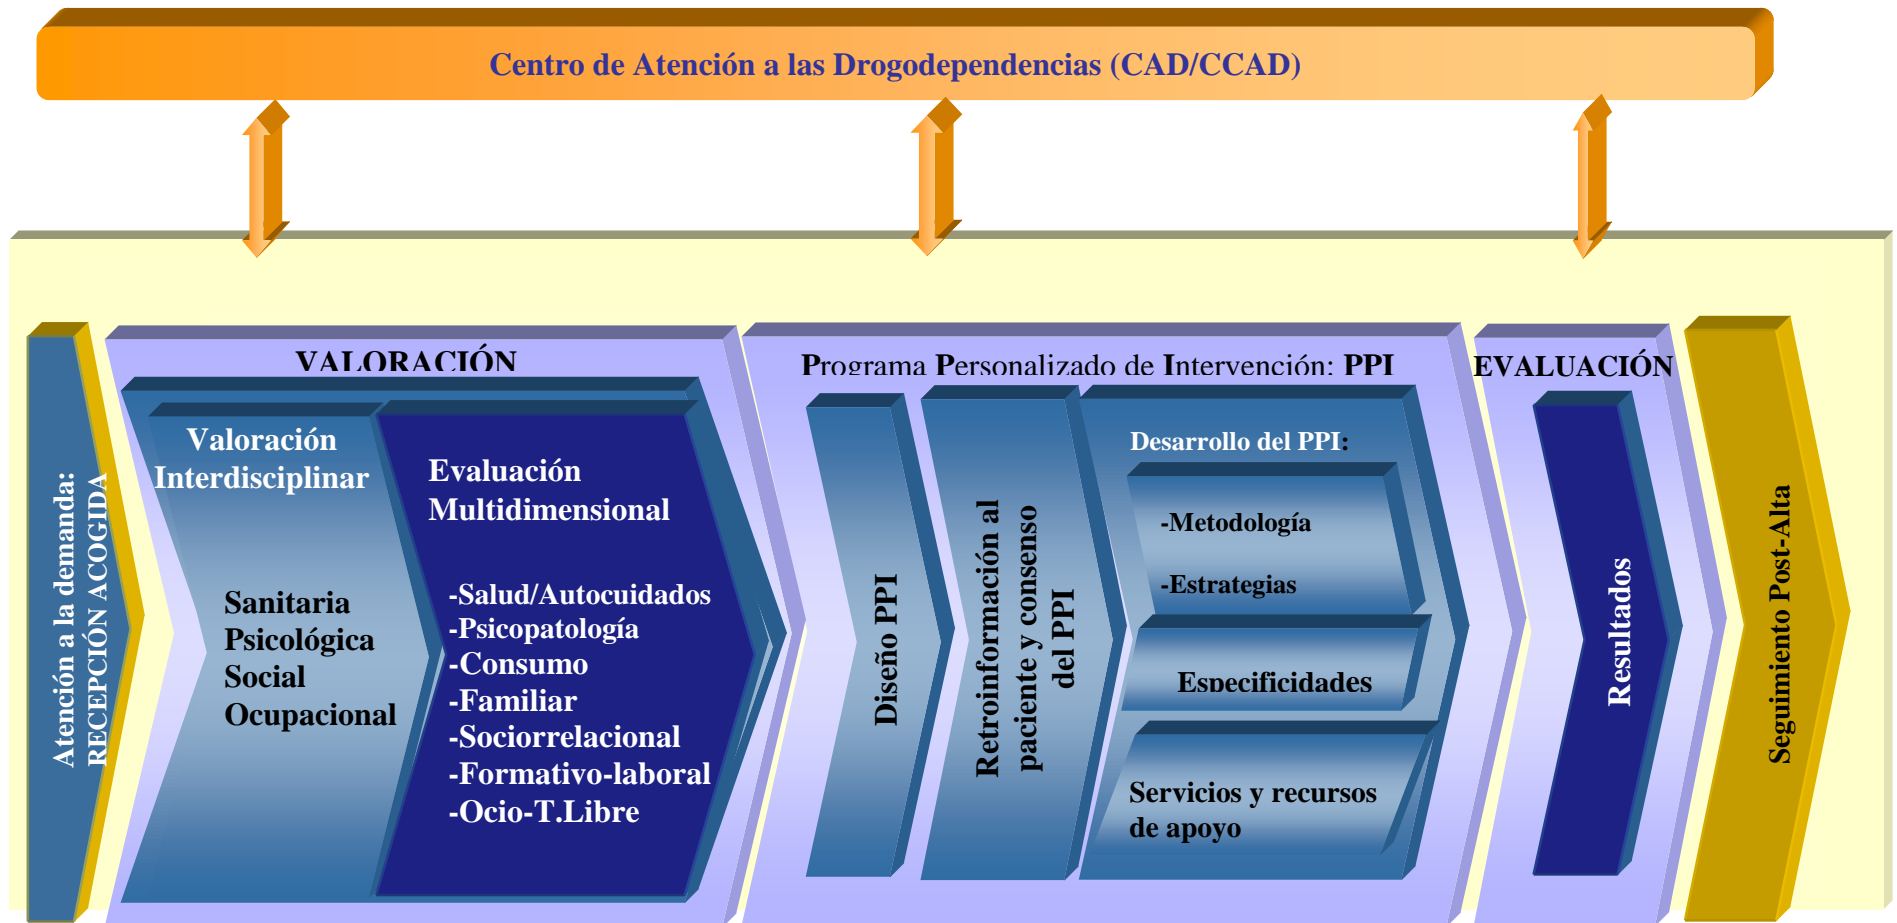 Centro de Atención a las Drogodependencias (CAD/CCAD)
Atención a la demanda:
RECEPCIÓN ACOGIDA
VALORACIÓN
Valoración
Interdisciplinar
Sanitaria
Psicológica
Social
Ocupacional
Evaluación
Multidimensional
-Salud/Autocuidados
-Psicopatología
-Consumo
-Familiar
-Sociorrelacional
-Formativo-laboral
-Ocio-T.Libre
Programa Personalizado de Intervención: PPI
Diseño PPI
Retroinformación al
paciente y consenso
del PPI
Desarrollo del PPI:
-Metodología
-Estrategias
Especificidades
Servicios y recursos
de apoyo
EVALUACIÓN
Resultados
Seguimiento Post-Alta